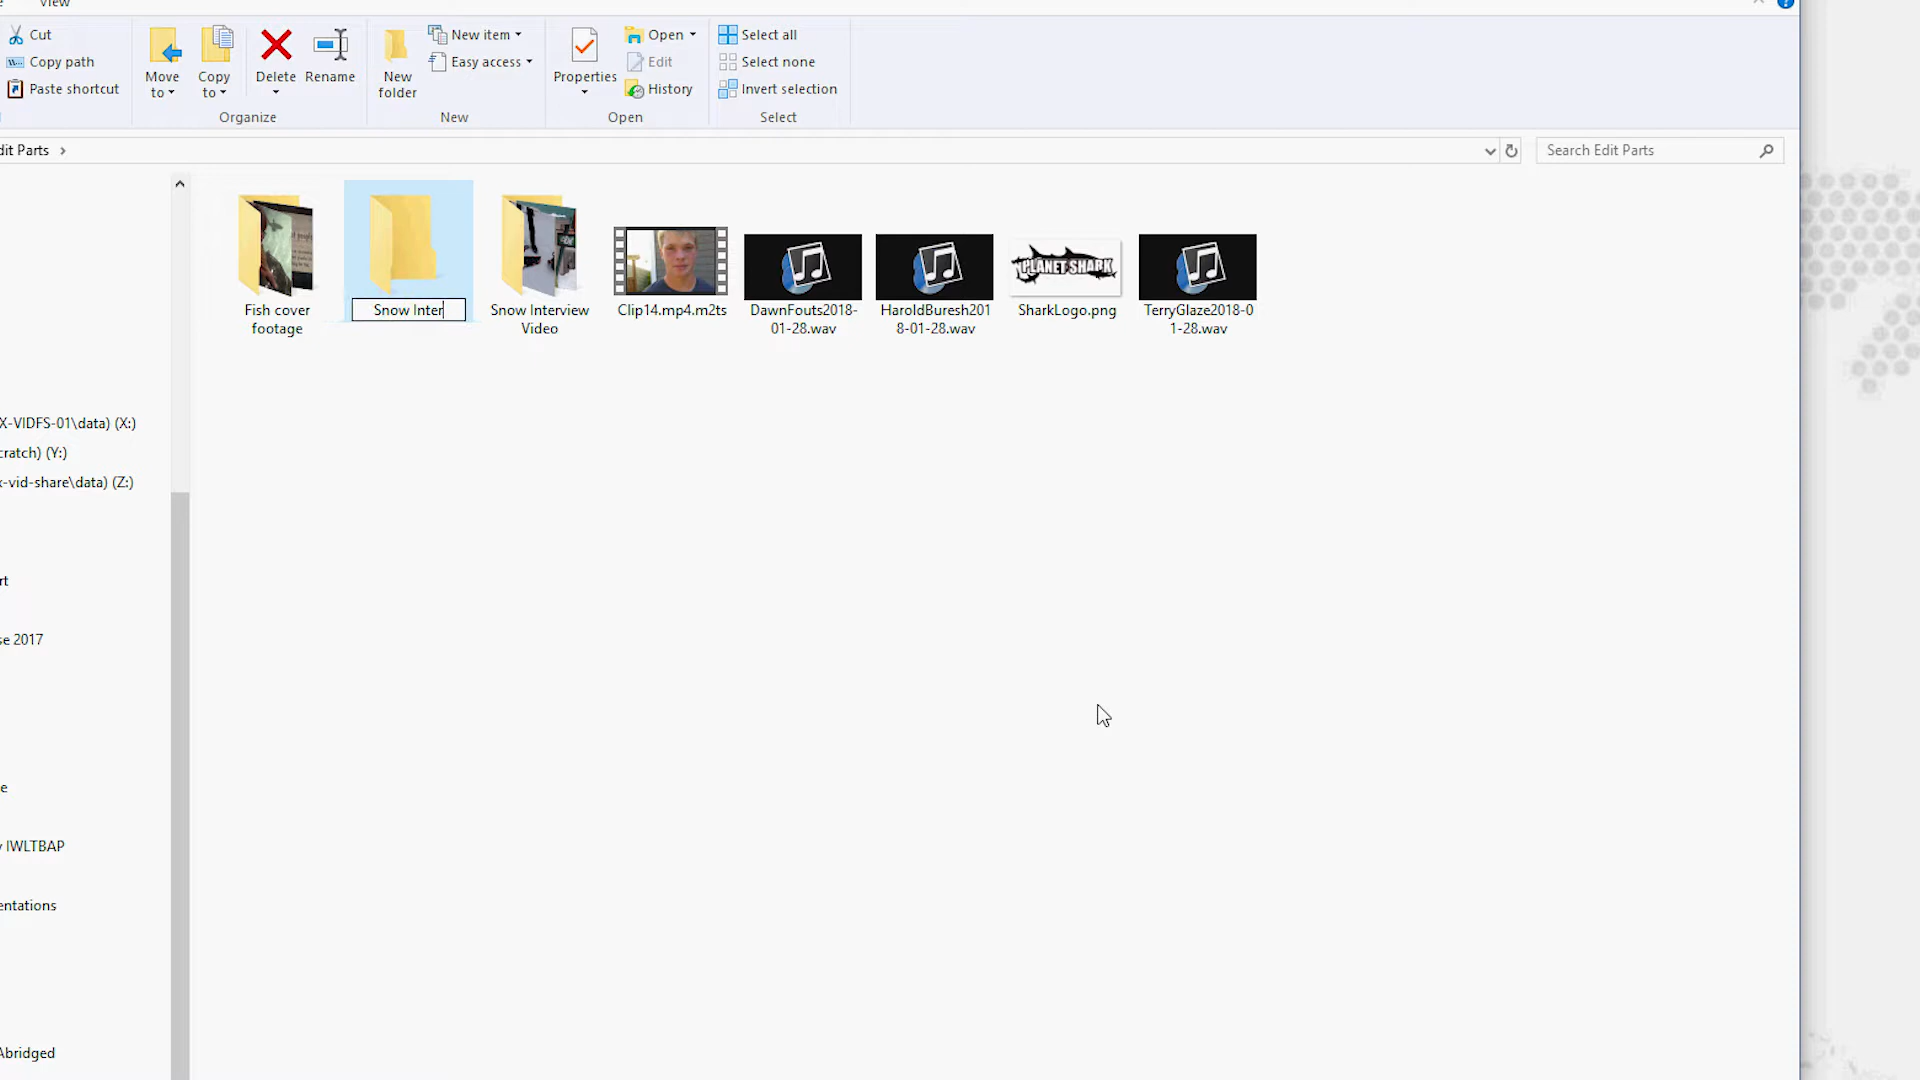 View
Cut
Copy path
Paste shortcut
Move to
Copy to
Delete
Rename
Organize
New folder
New item
Easy access
New
Properties
Open
Edit
History
Open
Select all
Select none
Invert selection
Select
dit Parts
Search Edit Parts
Fish cover
footage
Snow Inter
Snow Interview
Video
Clip14.mp4.m2ts
DawnFouts2018-
01-28.wav
HaroldBuresh201
8-01-28.wav
PLANET SHARK
SharkLogo.png
TerryGlaze2018-0
1-28.wav
X-VIDFS-01\data) (X:)
cratch) (Y:)
x-vid-share\data) (Z:)
rt
se 2017
e
y IWLTBAP
entations
Abridged